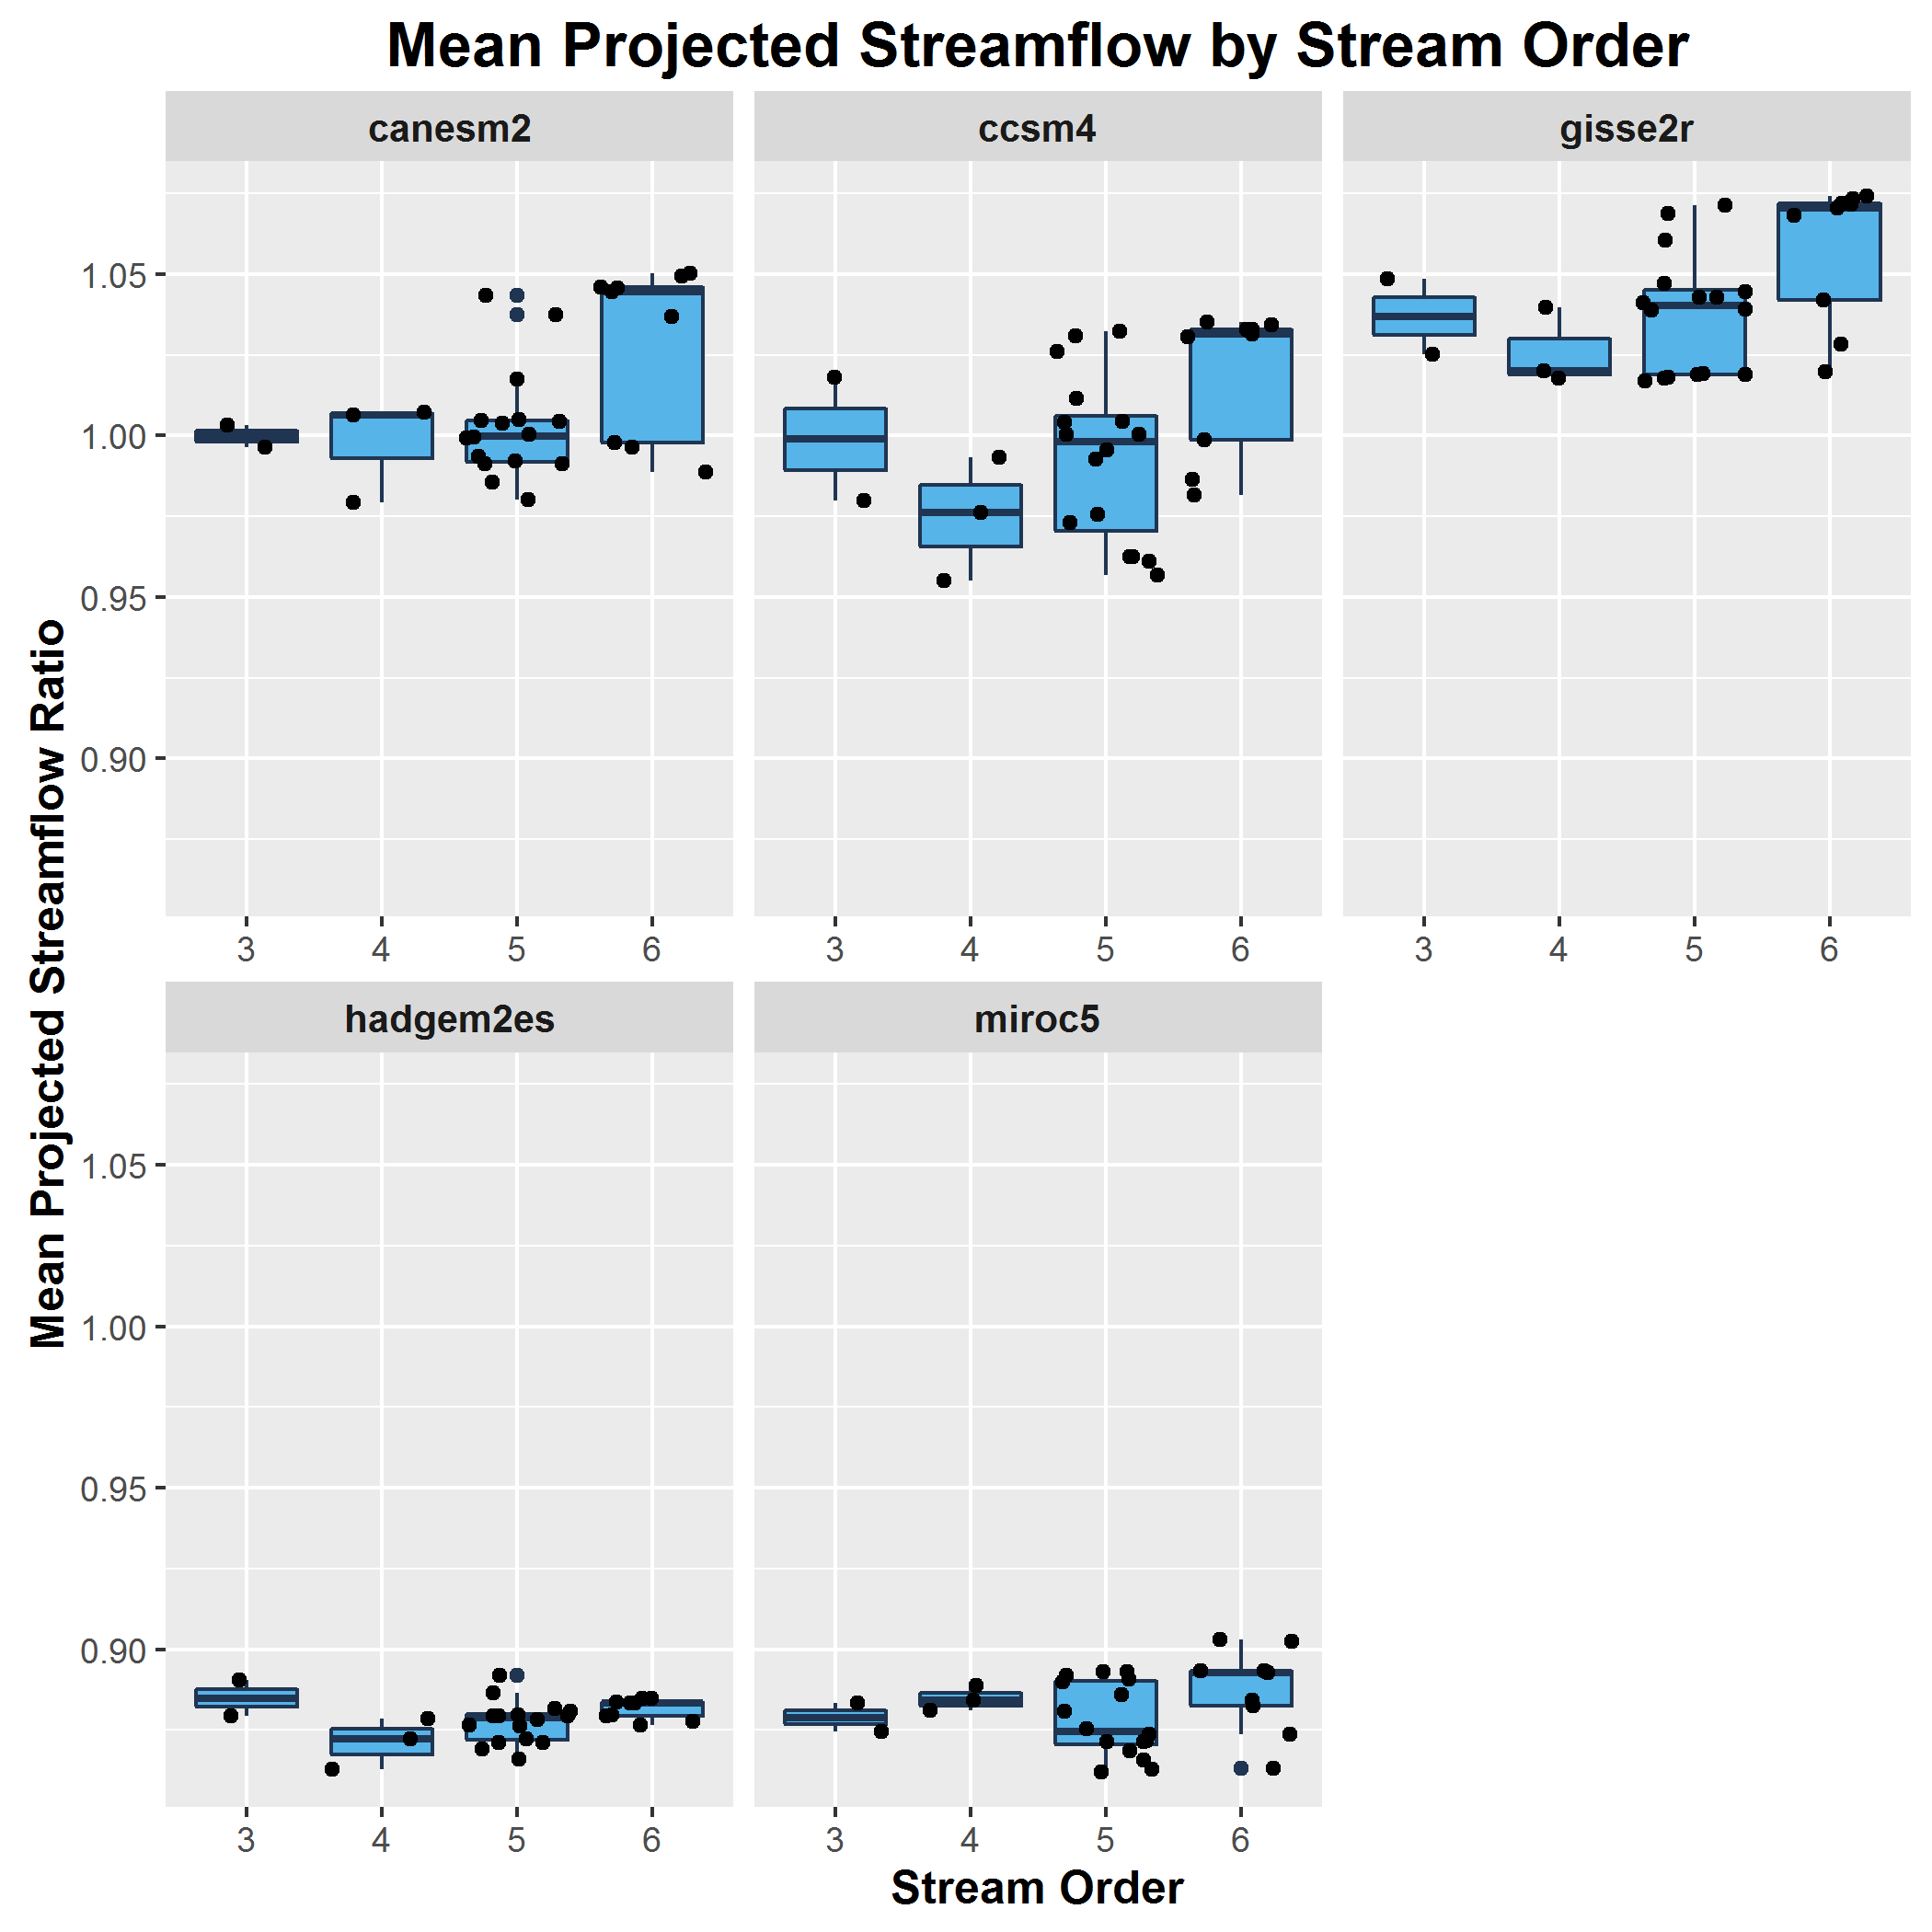 Mean Projected Streamflow by Stream Order
canesm2 ccsm4 gisse2r
1.05
1.00
0.95
0.90
3 4 5 6 3 4 5 6 3 4 5 6
Mean Projected Streamflow Ratio
hadgem2es miroc5
1.05
1.00
0.95
0.90
3 4 5 6 3 4 5 6
Stream Order